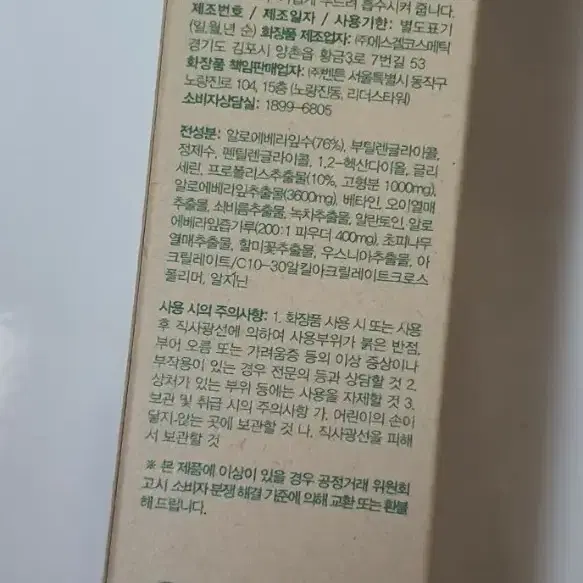 부드러 흡수시켜 줍니다.
제조번호 / 제조일자 / 사용기한: 별도표기
(일,월,년 순) 화장품 제조업자: ㈜에스겔코스메틱
경기도 김포시 양촌읍 황금3로 7번길 53
화장품 책임판매업자: ㈜벤튼 서울특별시 동작구
노량진로 104, 15층 (노량진동, 리더스타워)
소비자상담실: 1899-6805
전성분: 알로에베라잎수(76%), 부틸렌글라이콜,
정제수, 펜틸렌글라이콜, 1,2-헥산다이올, 글리
세린, 프로폴리스추출물(10%, 고형분 1000mg),
알로에베라잎추출물(3600mg), 베타인, 오이열매
추출물, 쇠비름추출물, 녹차추출물, 알란토인, 알로
에베라잎즙가루(200:1 파우더 400mg), 초피나무
열매추출물, 할미꽃추출물, 우스니아추출물, 아
크릴레이트/C10-30알킬아크릴레이트크로스
폴리머, 알지닌
사용 시의 주의사항: 1. 화장품 사용 시 또는 사용
후 직사광선에 의하여 사용부위가 붉은 반점,
부어 오름 또는 가려움증 등의 이상 증상이나
부작용이 있는 경우 전문의 등과 상담할 것 2.
상처가 있는 부위 등에는 사용을 자제할 것 3.
보관 및 취급 시의 주의사항 가. 어린이의 손이
닿지 않는 곳에 보관할 것 나. 직사광선을 피해
서 보관할 것
※ 본 제품에 이상이 있을 경우 공정거래 위원회
고시 소비자 분쟁 해결 기준에 의해 교환 또는 환불
해 드립니다.